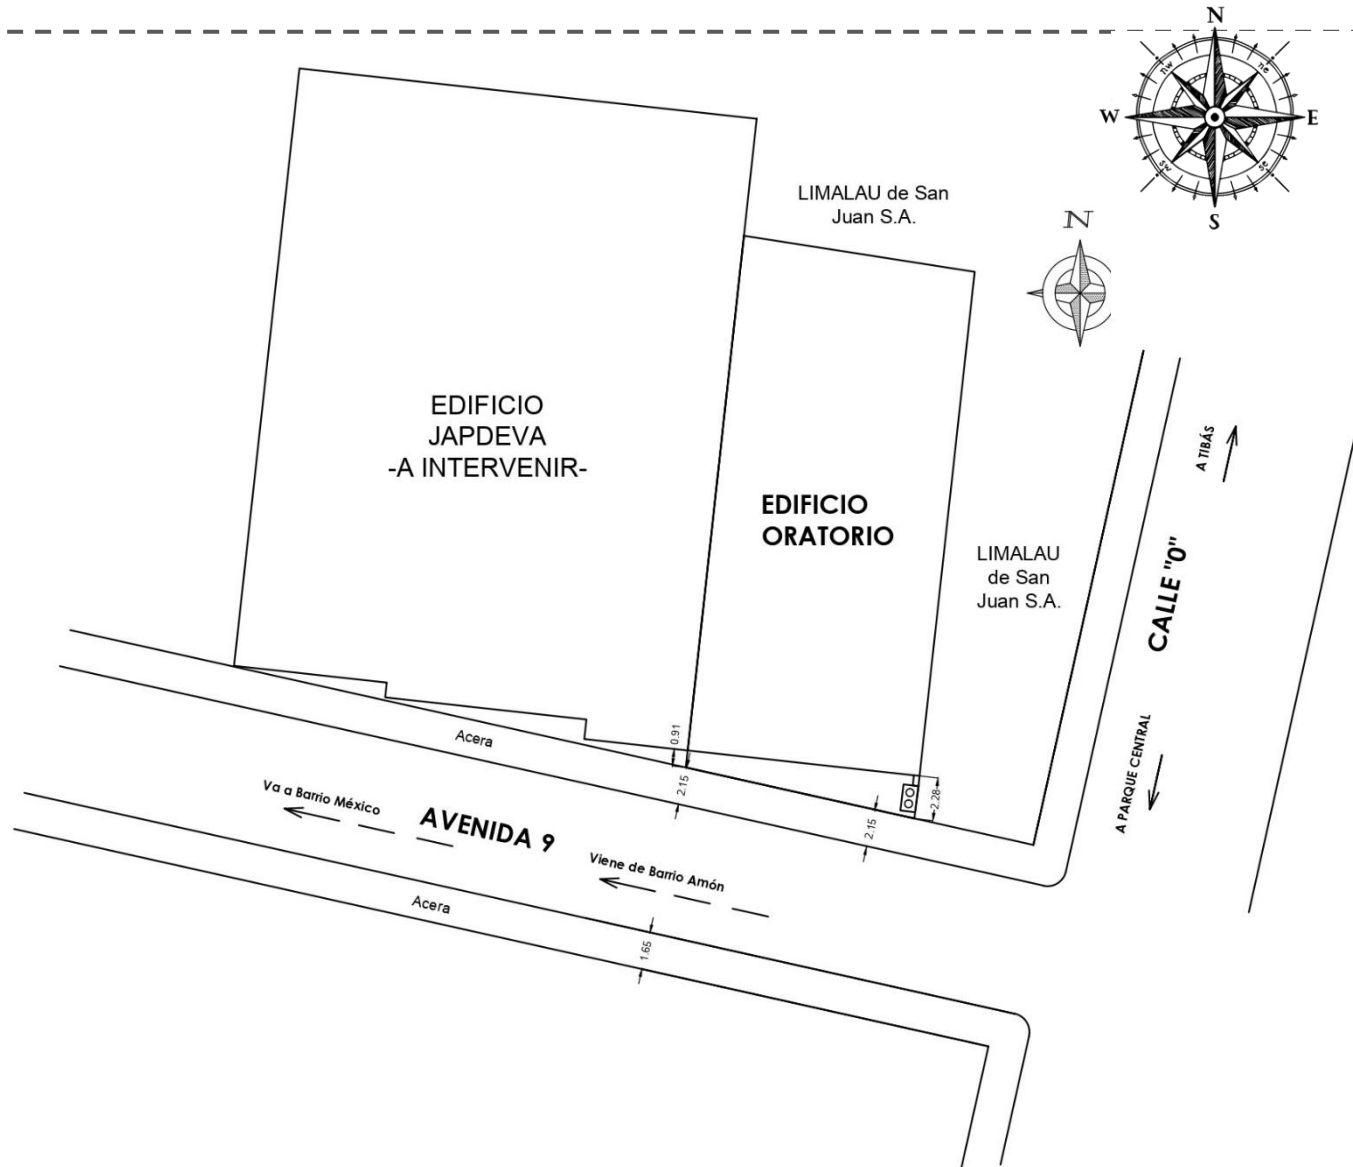 N
nw
ne
W
E
sw
se
S
LIMALAU de San
Juan S.A.
N
EDIFICIO
JAPDEVA
-A INTERVENIR-
A TIBÁS
EDIFICIO
ORATORIO
LIMALAU
de San
Juan S.A.
CALLE "0"
Acera
0.91
2.15
A PARQUE CENTRAL
Va a Barrio México
AVENIDA 9
2.28
2.15
Viene de Barrio Amón
Acera
1.65